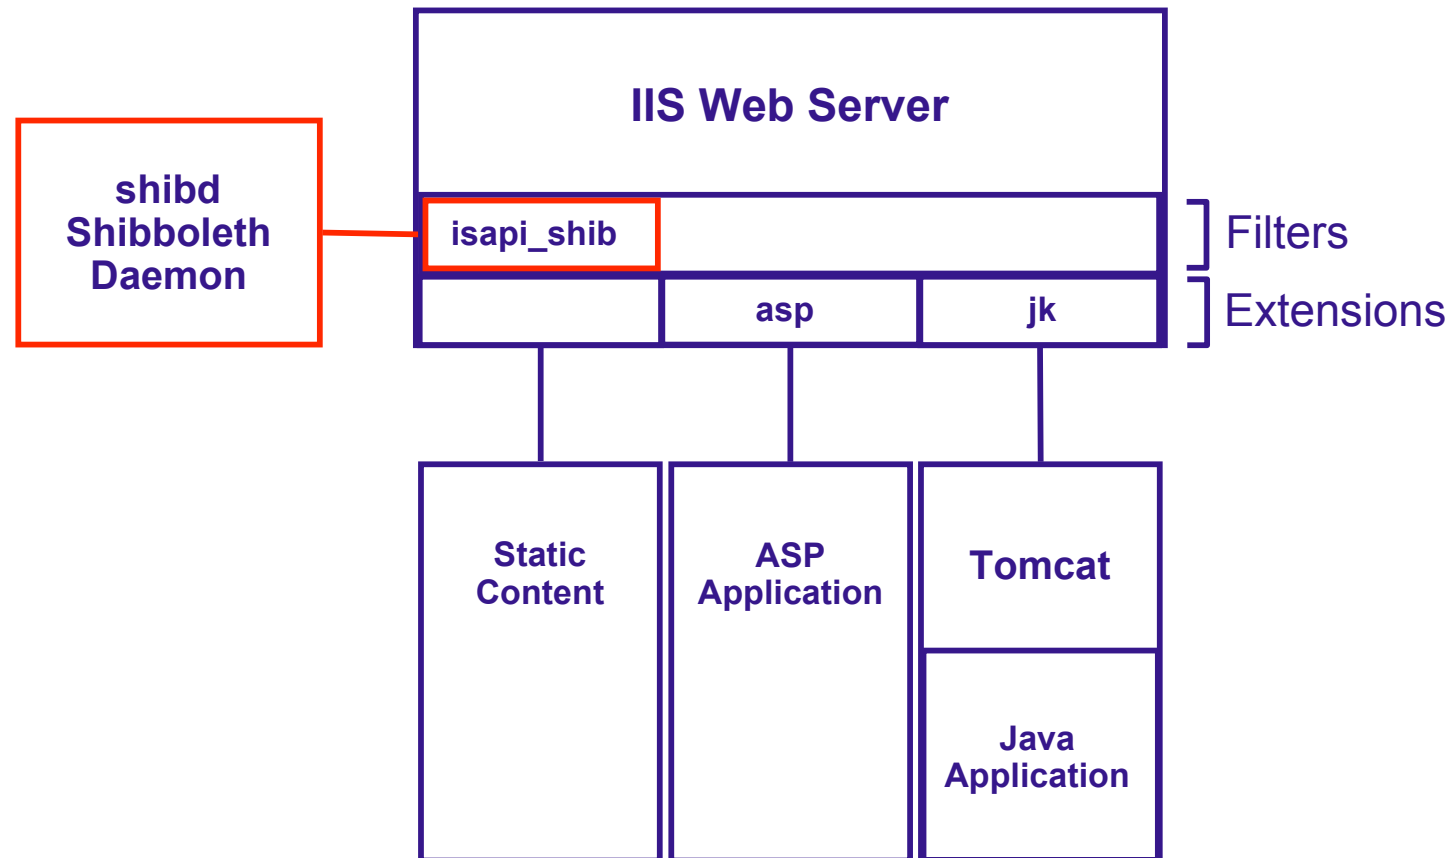 IIS Web Server
shibd
Shibboleth
Daemon
isapi_shib
Filters
asp
jk
Extensions
Static
Content
ASP
Application
Tomcat
Java
Application